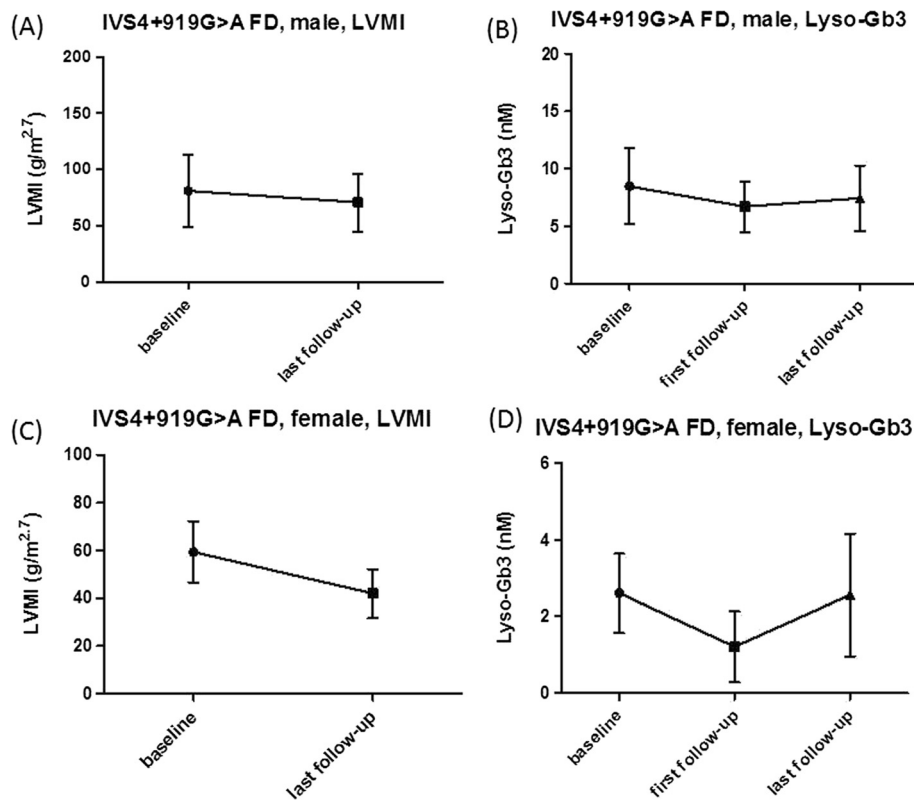 (A)
IVS4+919G>A FD, male, LVMI
LVMI (g/m2.7)
200
150
100
50
0
baseline
last follow-up
(B)
IVS4+919G>A FD, male, Lyso-Gb3
Lyso-Gb3 (nM)
20
15
10
5
0
baseline
first follow-up
last follow-up
(C)
IVS4+919G>A FD, female, LVMI
LVMI (g/m2.7)
100
80
60
40
20
0
baseline
last follow-up
(D)
IVS4+919G>A FD, female, Lyso-Gb3
Lyso-Gb3 (nM)
6
4
2
0
baseline
first follow-up
last follow-up